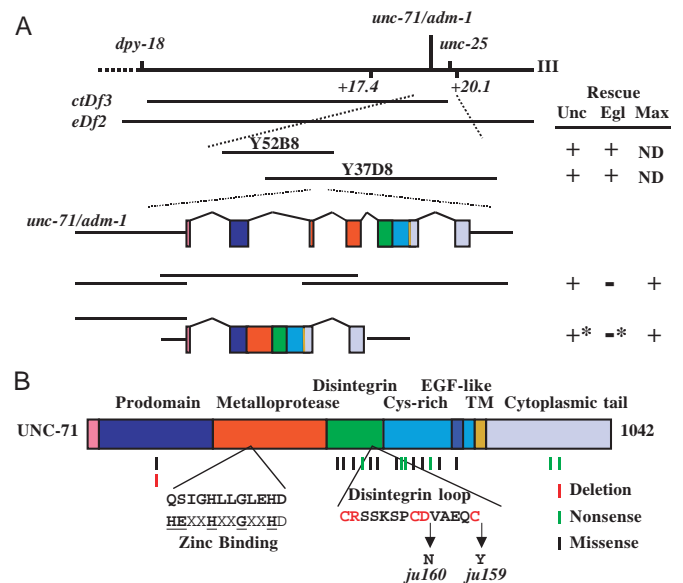 A
unc-71/adm-1
dpy-18
unc-25
III
+17.4
+20.1
ctDf3
eDf2
Rescue
Unc Egl Max
Y52B8
+ + ND
Y37D8
+ + ND
unc-71/adm-1
+ - +
+* -* +
B
Disintegrin
EGF-like
Prodomain
Metalloprotease
Cys-rich
TM
Cytoplasmic tail
UNC-71
1042
QSIGHLLGLEHD
HEXXHXXGXXHD
Zinc Binding
Disintegrin loop
CRSSKSPCDVAEQC
N
Y
ju160
ju159
Deletion
Nonsense
Missense